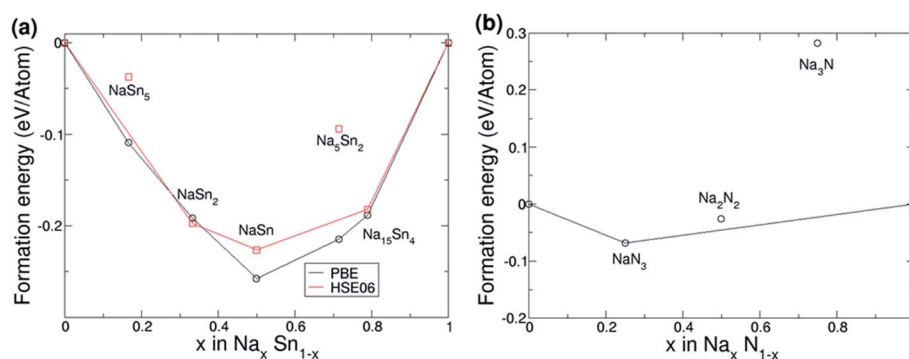 (a)
0
-0.1
-0.2
Formation energy (eV/Atom)
NaSn₅
NaSn₂
NaSn
Na₅Sn₂
Na₁₅Sn₄
PBE
HSE06
0 0.2 0.4 0.6 0.8 1
x in Naₓ Sn₁₋ₓ
(b)
0.3
0.2
0.1
0.0
-0.1
-0.2
Formation energy (eV/Atom)
Na₃N
Na₂N₂
NaN₃
0.0 0.2 0.4 0.6 0.8
x in Naₓ N₁₋ₓ